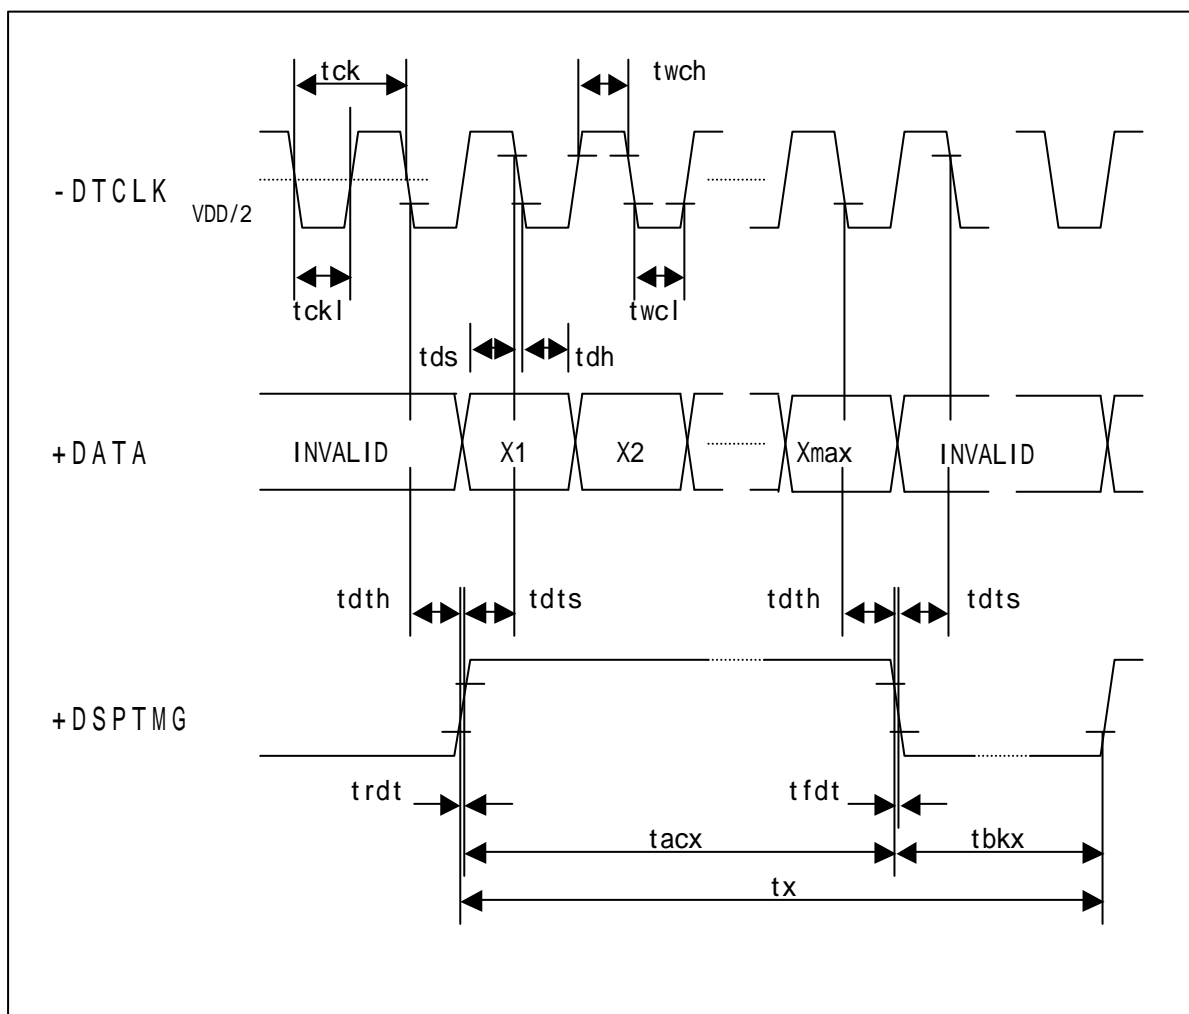 tck
twch
-DTCLK
VDD/2
tckl
twcl
tds
tdh
+DATA
INVALID
X1
X2
Xmax
INVALID
tdth
tdts
tdth
tdts
+DSPTMG
trdt
tfdt
tacx
tbkx
tx